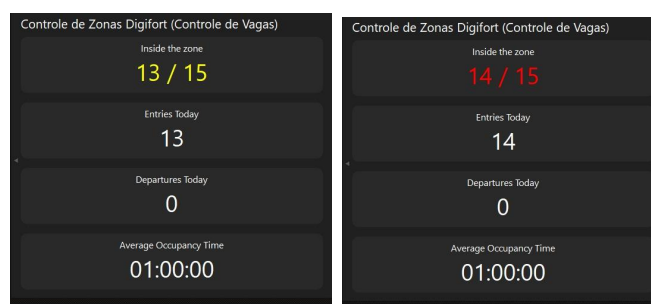 Controle de Zonas Digifort (Controle de Vagas)
Inside the zone
13 / 15
Entries Today
13
Departures Today
0
Average Occupancy Time
01:00:00
Controle de Zonas Digifort (Controle de Vagas)
Inside the zone
14 / 15
Entries Today
14
Departures Today
0
Average Occupancy Time
01:00:00